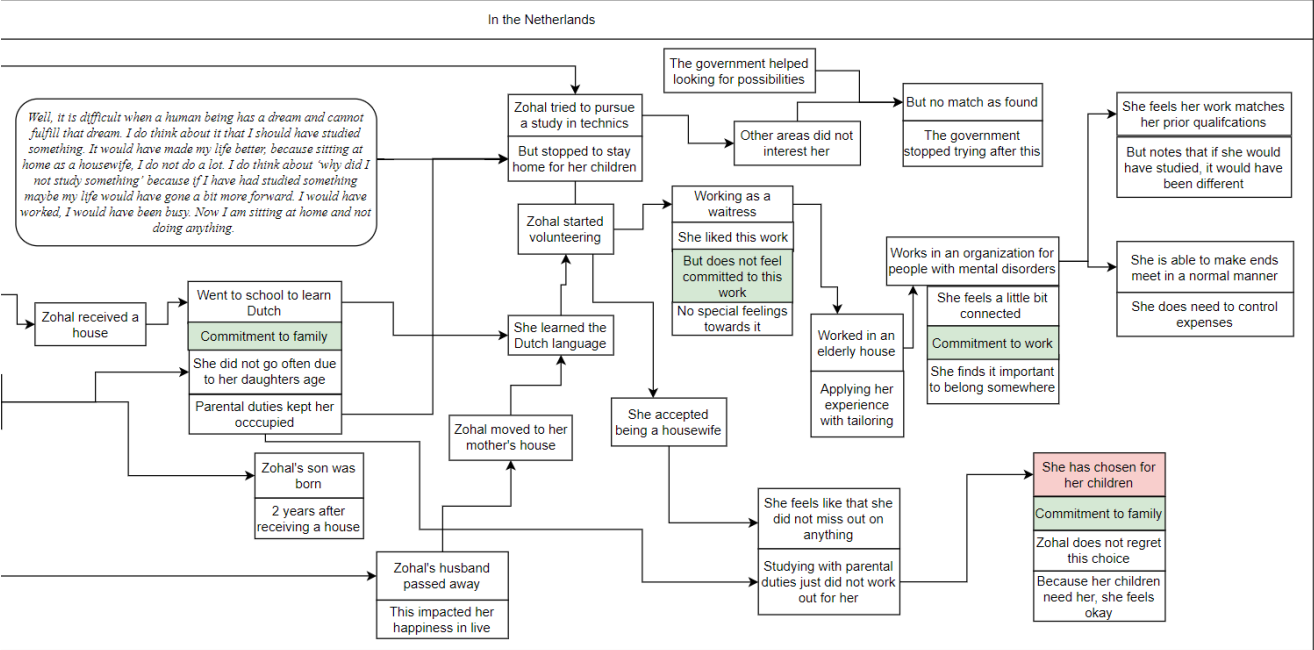 In the Netherlands
Well, it is difficult when a human being has a dream and cannot
fulfill that dream. I do think about it that I should have studied
something. It would have made my life better, because sitting at
home as a housewife, I do not do a lot. I do think about 'why did I
not study something' because if I have had studied something
maybe my life would have gone a bit more forward. I would have
worked, I would have been busy. Now I am sitting at home and not
doing anything.
Zohal received a
house
Went to school to learn
Dutch
Commitment to family
She did not go often due
to her daughters age
Parental duties kept her
occcupied
Zohal's son was
born
2 years after
receiving a house
Zohal's husband
passed away
This impacted her
happiness in live
Zohal moved to her
mother's house
She learned the
Dutch language
Zohal started
volunteering
Zohal tried to pursue
a study in technics
But stopped to stay
home for her children
The government helped
looking for possibilities
Other areas did not
interest her
But no match as found
The government
stopped trying after this
Working as a
waitress
She liked this work
But does not feel
committed to this
work
No special feelings
towards it
She accepted
being a housewife
Worked in an
elderly house
Applying her
experience
with tailoring
Works in an organization for
people with mental disorders
She feels a little bit
connected
Commitment to work
She finds it important
to belong somewhere
She feels her work matches
her prior qualifcations
But notes that if she would
have studied, it would have
been different
She is able to make ends
meet in a normal manner
She does need to control
expenses
She feels like that she
did not miss out on
anything
Studying with parental
duties just did not work
out for her
She has chosen for
her children
Commitment to family
Zohal does not regret
this choice
Because her children
need her, she feels
okay